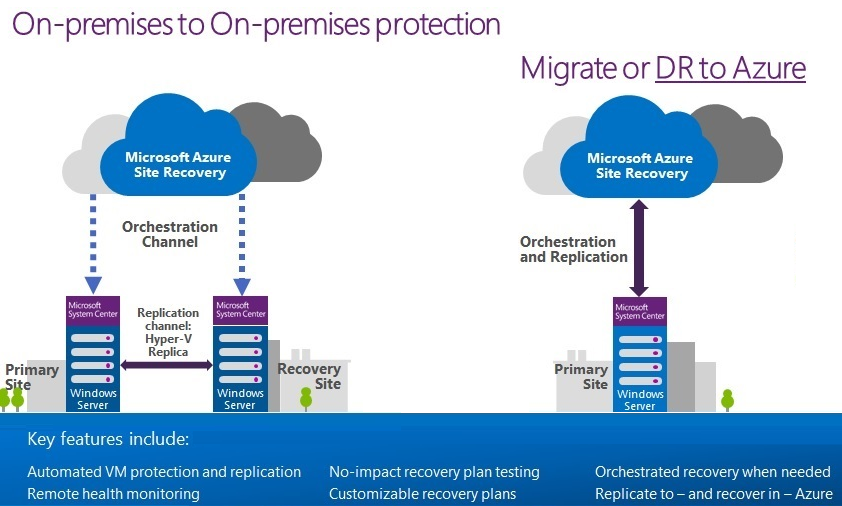 On-premises to On-premises protection
Microsoft Azure
Site Recovery
Orchestration
Channel
Microsoft
System Center
Replication
channel:
Hyper-V
Replica
Microsoft
System Center
Primary
Site
Windows
Server
Windows
Server
Recovery
Site
Migrate or DR to Azure
Microsoft Azure
Site Recovery
Orchestration
and Replication
Microsoft
System Center
Primary
Site
Windows
Server
Key features include:
Automated VM protection and replication
Remote health monitoring
No-impact recovery plan testing
Customizable recovery plans
Orchestrated recovery when needed
Replicate to – and recover in – Azure